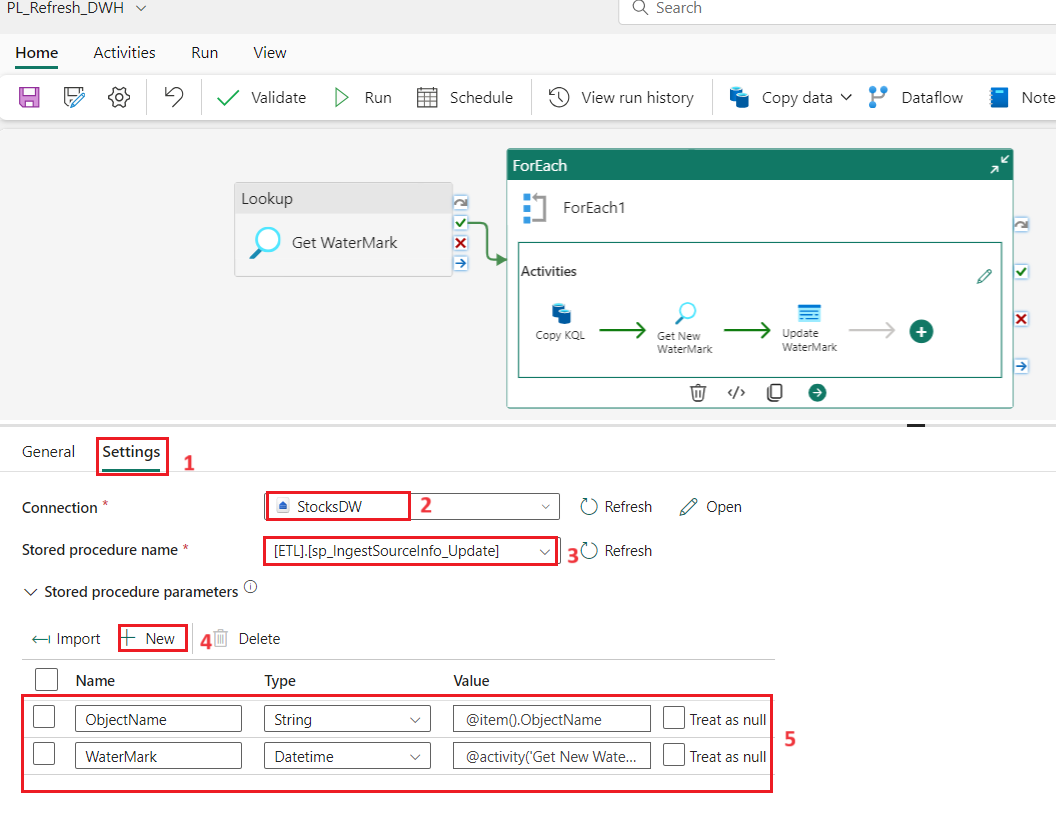 PL_Refresh_DWH
Search
Home Activities Run View
Validate Run Schedule View run history Copy data Dataflow Note
Lookup
Get WaterMark
ForEach
ForEach1
Activities
Copy KQL
Get New
WaterMark
Update
WaterMark
General Settings 1
Connection * StocksDW 2 Refresh Open
Stored procedure name * [ETL].[sp_IngestSourceInfo_Update] 3 Refresh
Stored procedure parameters
Import New 4 Delete
Name Type Value
ObjectName String @item().ObjectName Treat as null
WaterMark Datetime @activity('Get New Wate... Treat as null
5